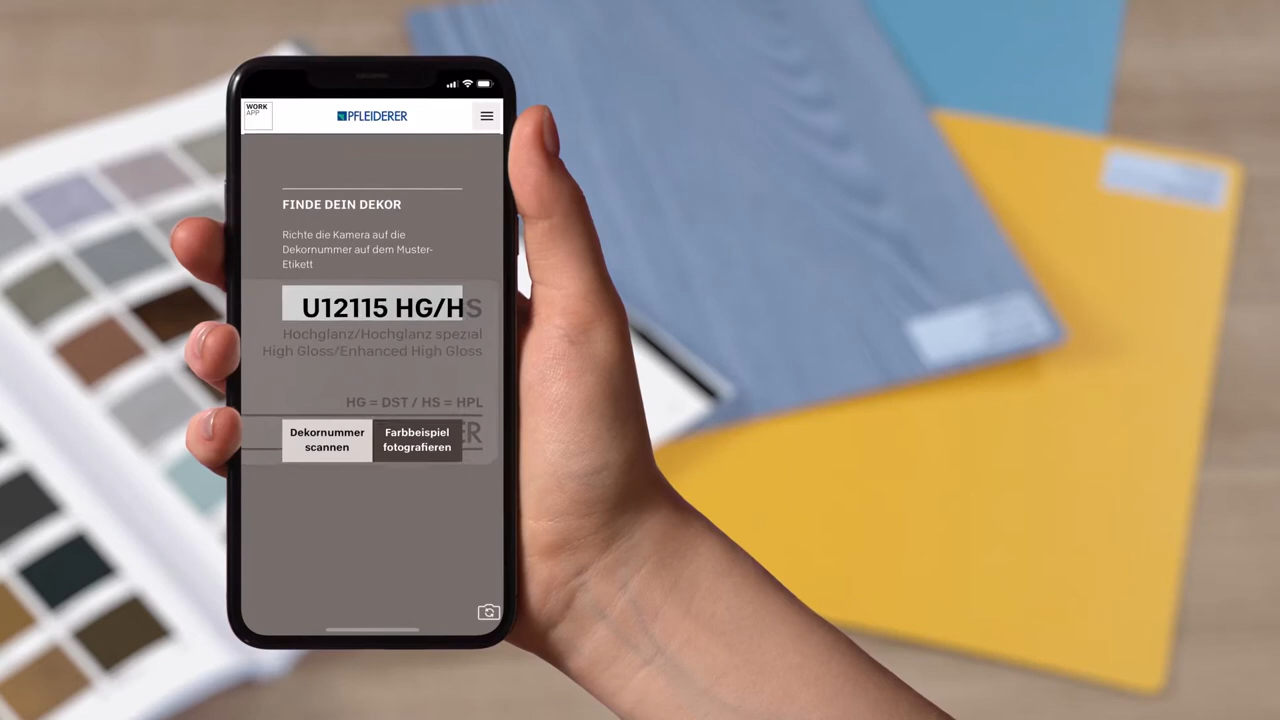 WORK
APP
PFLEIDERER
FINDE DEIN DEKOR
Richte die Kamera auf die
Dekornummer auf dem Muster-
Etikett
U12115 HG/HS
Hochglanz/Hochglanz spezial
High Gloss/Enhanced High Gloss
HG = DST / HS = HPL
Dekornummer
scannen
Farbbeispiel
fotografieren